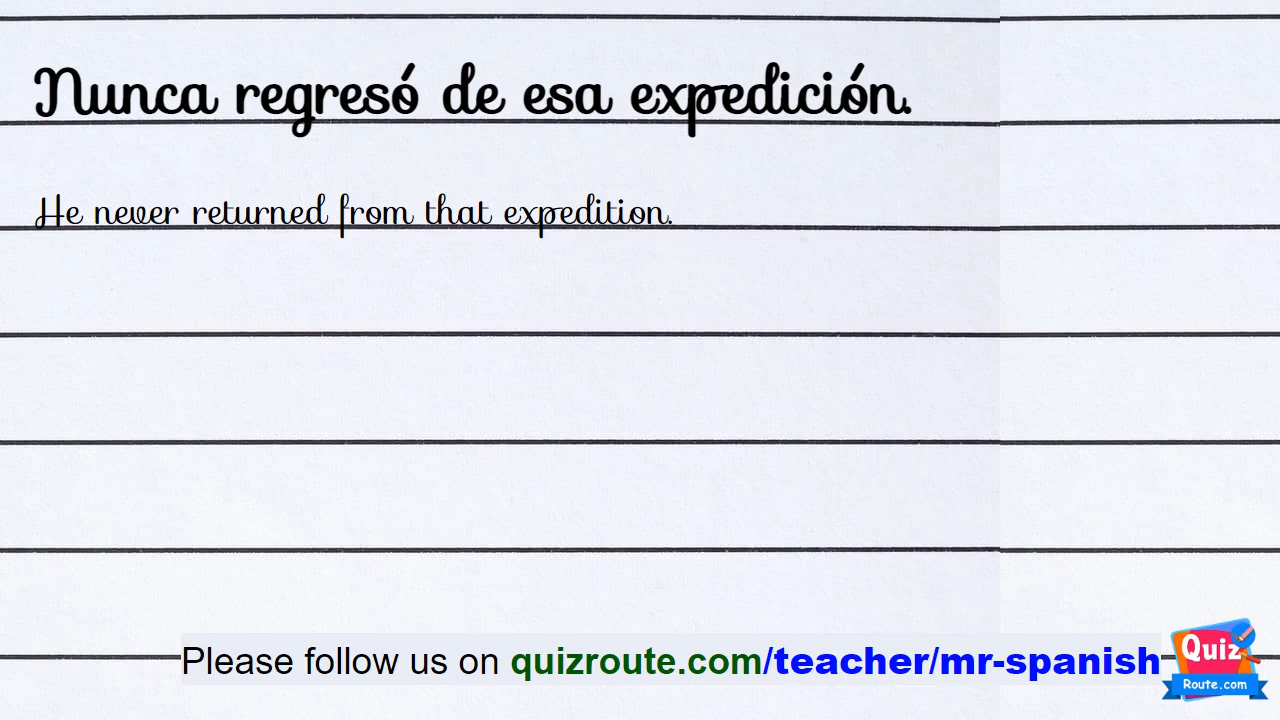 Nunca regresó de esa expedición.
He never returned from that expedition.
Please follow us on quizroute.com/teacher/mr-spanish
Quiz
Route.com